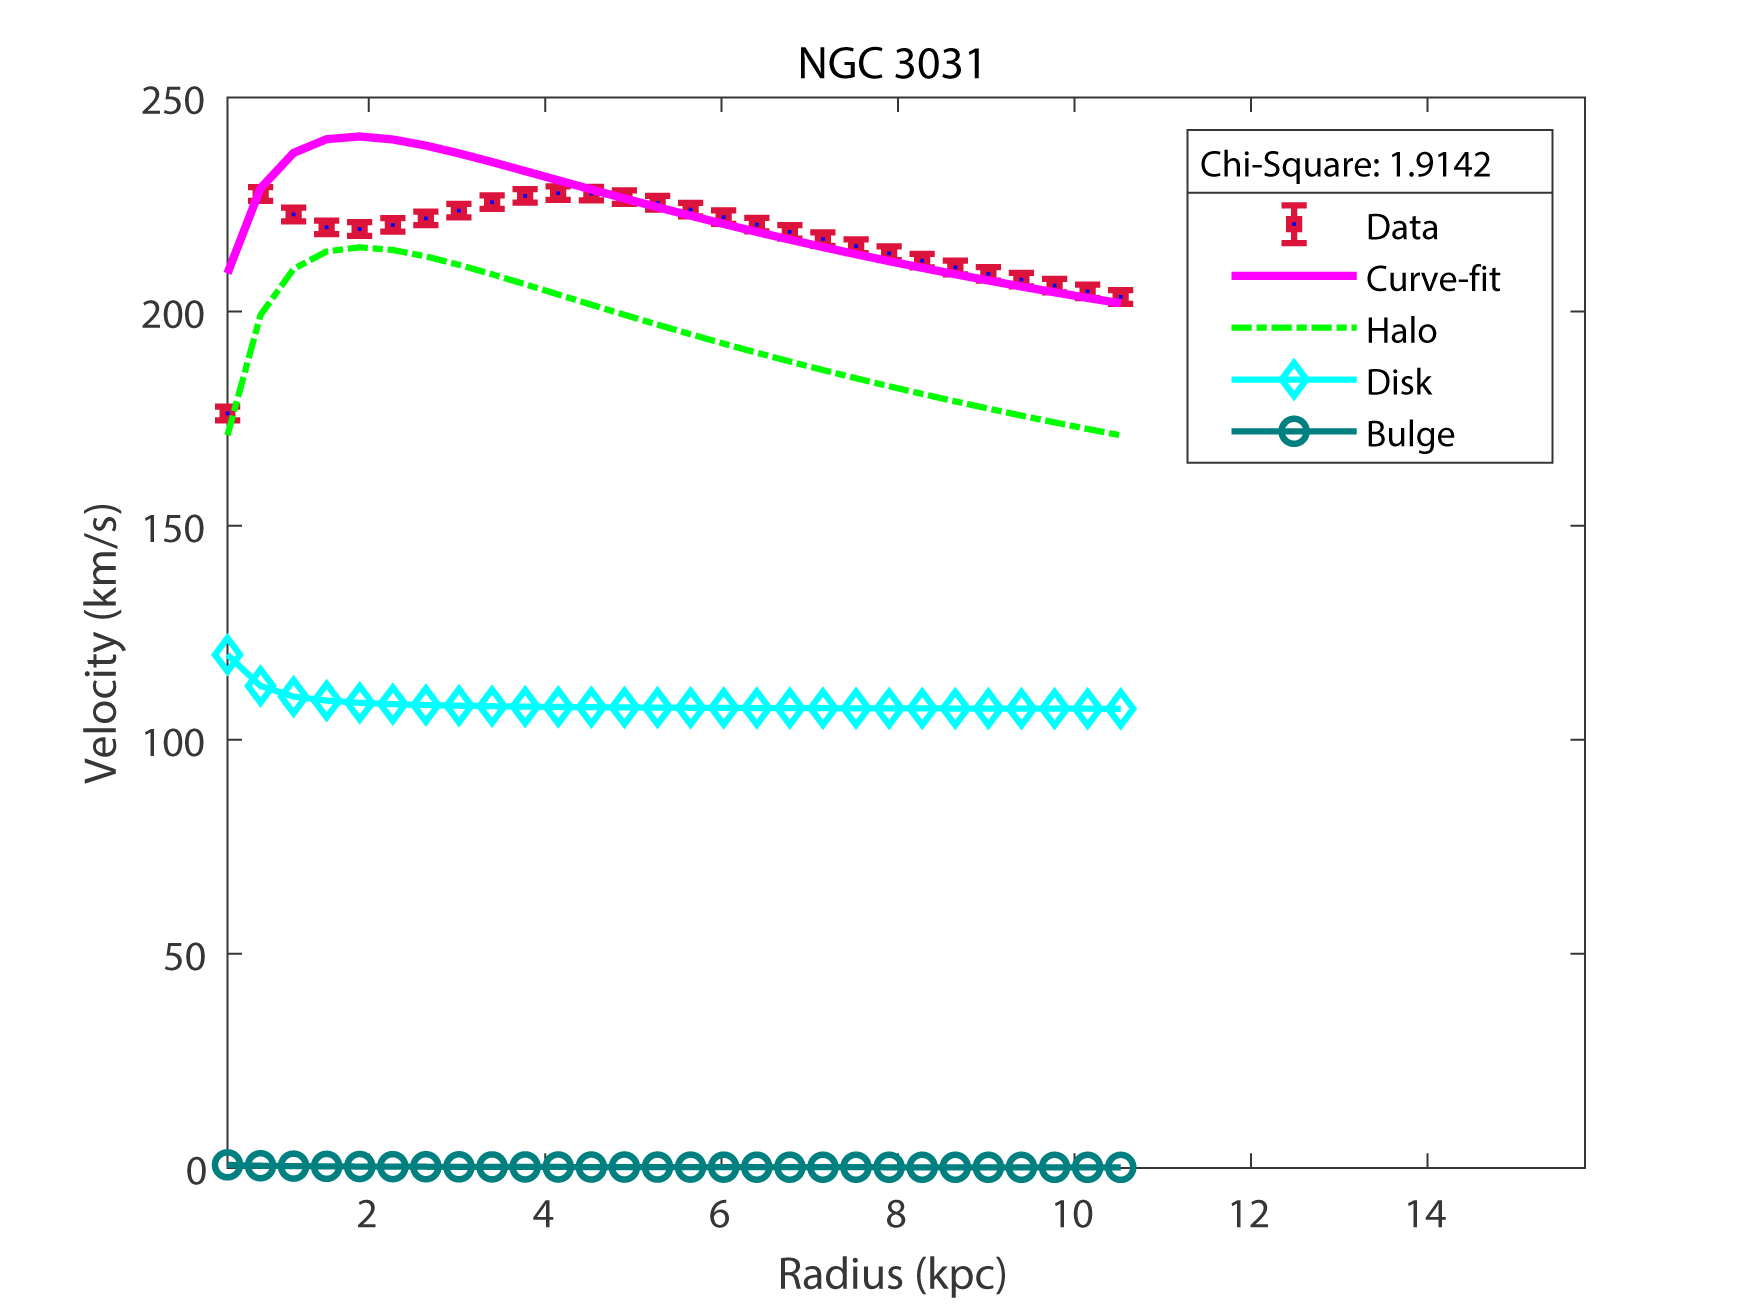 NGC 3031
250
200
150
100
50
0
Velocity (km/s)
Chi-Square: 1.9142
Data
Curve-fit
Halo
Disk
Bulge
2 4 6 8 10 12 14
Radius (kpc)